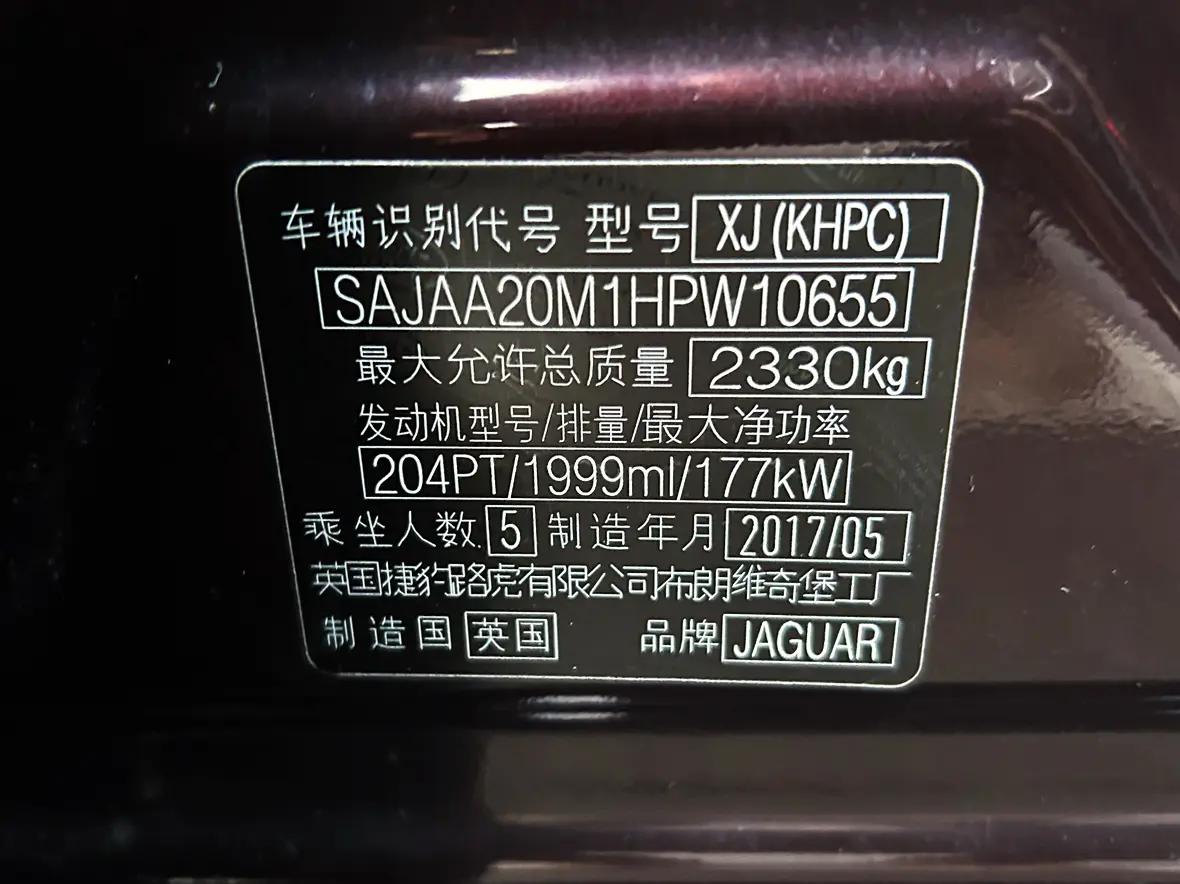 车辆识别代号 型号 XJ (KHPC)
SAJAA20M1HPW10655
最大允许总质量 2330kg
发动机型号/排量/最大净功率
204PT/1999ml/177kW
乘坐人数 5 制造年月 2017/05
英国捷豹路虎有限公司布朗维奇堡工厂
制造国 英国 品牌 JAGUAR